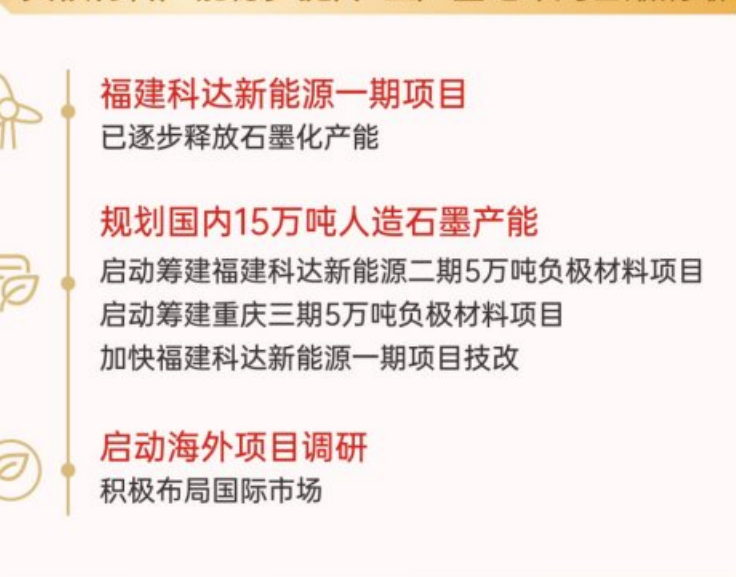 福建科达新能源一期项目
已逐步释放石墨化产能
规划国内15万吨人造石墨产能
启动筹建福建科达新能源二期5万吨负极材料项目
启动筹建重庆三期5万吨负极材料项目
加快福建科达新能源一期项目技改
启动海外项目调研
积极布局国际市场